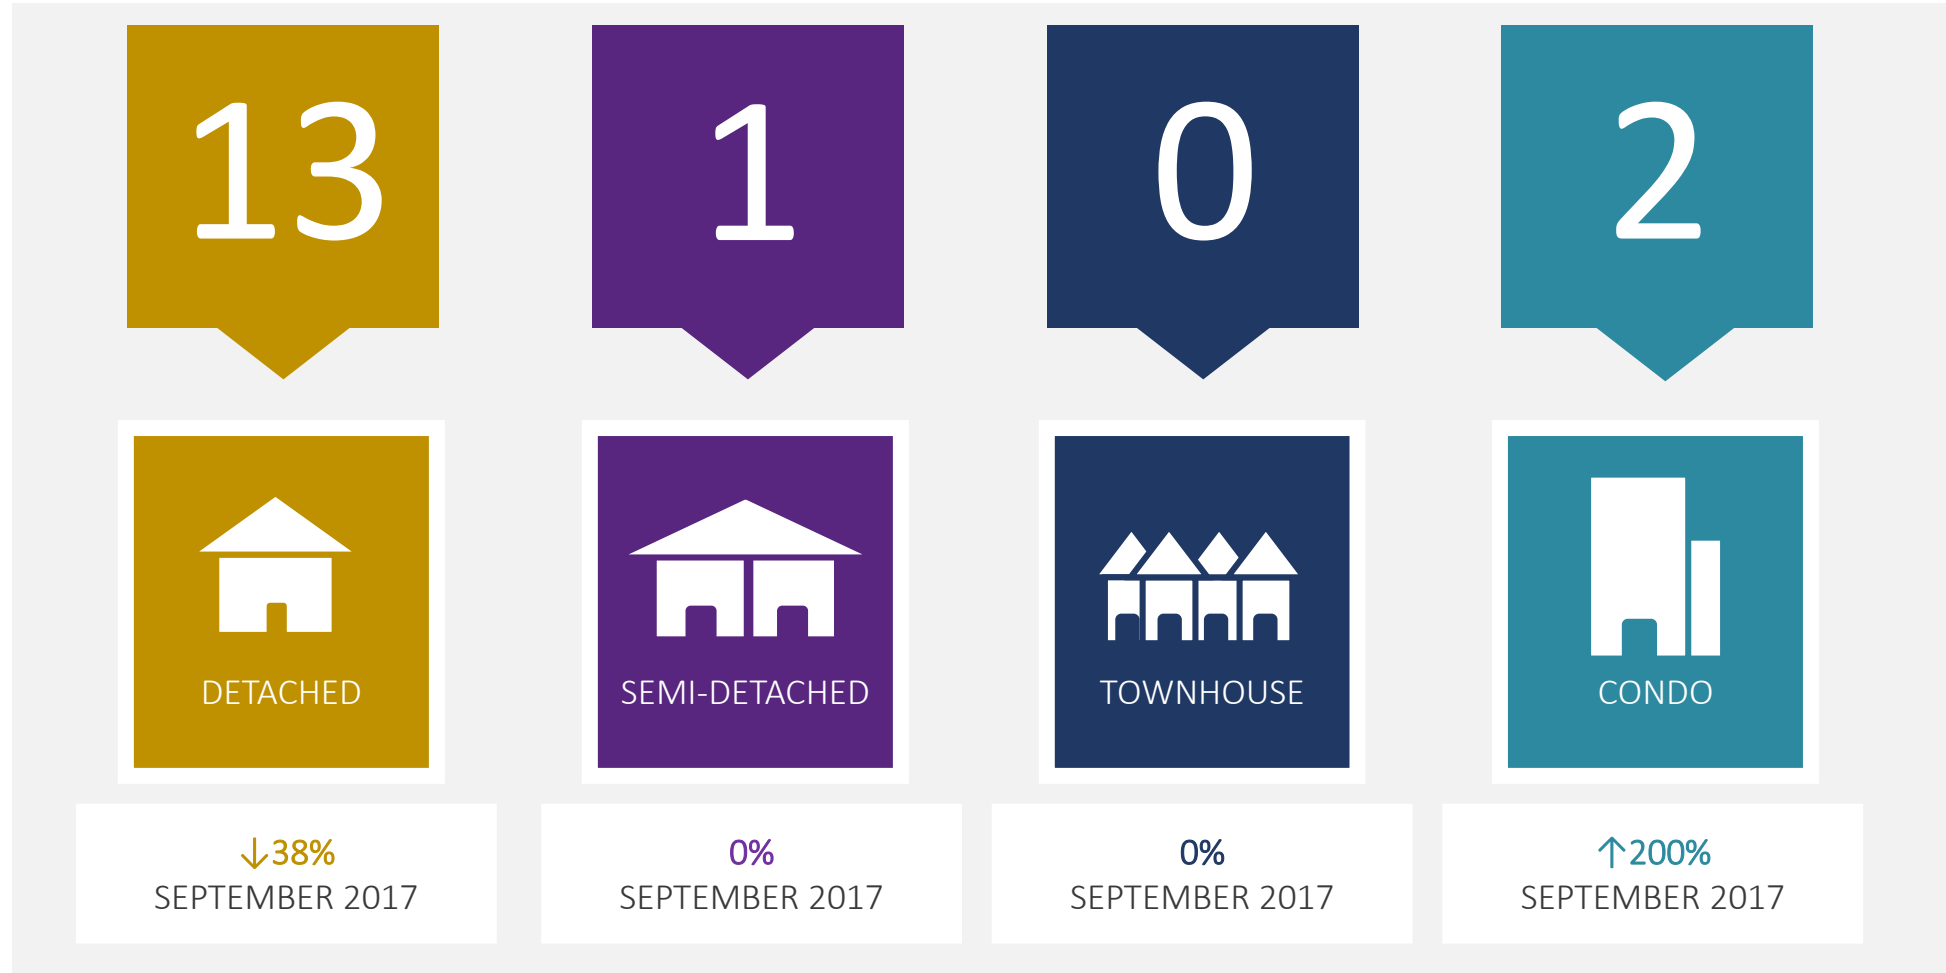 13
1
0
2
DETACHED
SEMI-DETACHED
TOWNHOUSE
CONDO
↓38%
SEPTEMBER 2017
0%
SEPTEMBER 2017
0%
SEPTEMBER 2017
↑200%
SEPTEMBER 2017